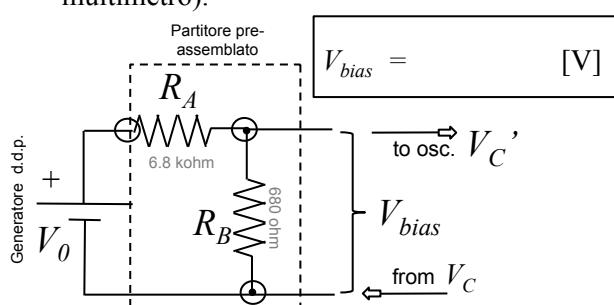 multimetro).
Partitore pre-
assemblato
V_bias = [V]
R_A
6.8 kohm
to osc. V_C'
Generatore d.d.p.
+
V_0
R_B
680 ohm
V_bias
from V_C